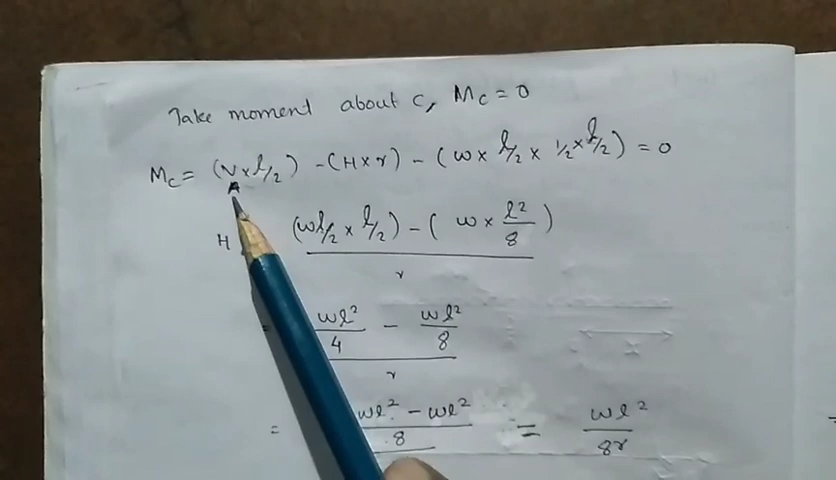 Take moment about C, Mc = 0
Mc = (V_A × l/2) - (H × r) - (w × l/2 × 1/2 × l/2) = 0
H (wl/2 × l/2) - (w × l²/8)
r
= wl²/4 - wl²/8
r
= wl² - wl² = wl²/8r
8
x